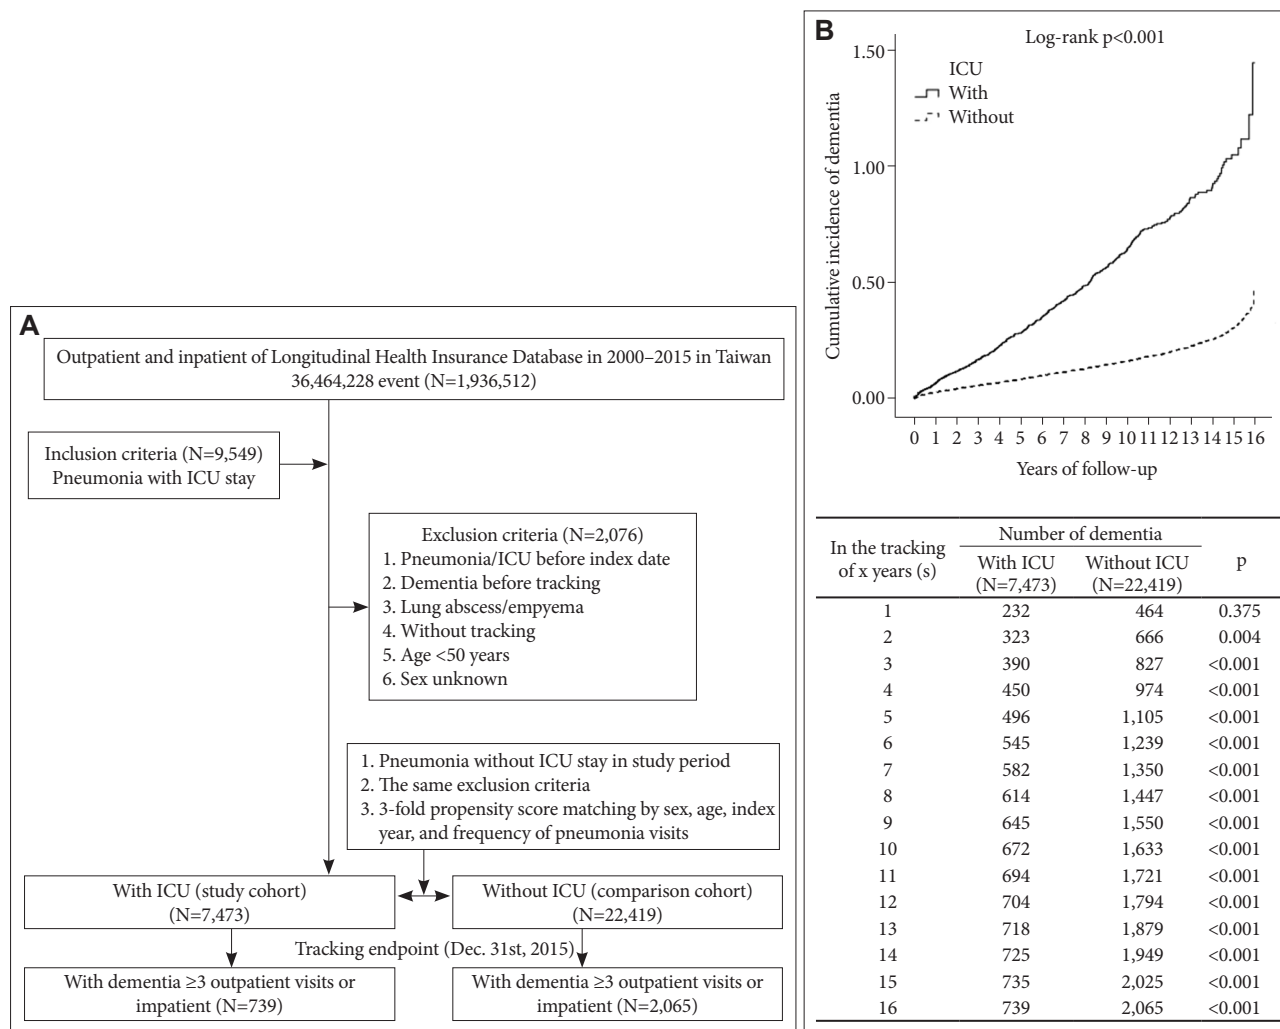 A
Outpatient and inpatient of Longitudinal Health Insurance Database in 2000–2015 in Taiwan
36,464,228 event (N=1,936,512)
Inclusion criteria (N=9,549)
Pneumonia with ICU stay
Exclusion criteria (N=2,076)
1. Pneumonia/ICU before index date
2. Dementia before tracking
3. Lung abscess/empyema
4. Without tracking
5. Age <50 years
6. Sex unknown
1. Pneumonia without ICU stay in study period
2. The same exclusion criteria
3. 3-fold propensity score matching by sex, age, index
year, and frequency of pneumonia visits
With ICU (study cohort)
(N=7,473)
Without ICU (comparison cohort)
(N=22,419)
Tracking endpoint (Dec. 31st, 2015)
With dementia ≥3 outpatient visits or
impatient (N=739)
With dementia ≥3 outpatient visits or
impatient (N=2,065)
B
Log-rank p<0.001
ICU
With
Without
Cumulative incidence of dementia
1.50
1.00
0.50
0.00
0 1 2 3 4 5 6 7 8 9 10 11 12 13 14 15 16
Years of follow-up
In the tracking
of x years (s)
Number of dementia
With ICU
(N=7,473)
Without ICU
(N=22,419)
p
1 232 464 0.375
2 323 666 0.004
3 390 827 <0.001
4 450 974 <0.001
5 496 1,105 <0.001
6 545 1,239 <0.001
7 582 1,350 <0.001
8 614 1,447 <0.001
9 645 1,550 <0.001
10 672 1,633 <0.001
11 694 1,721 <0.001
12 704 1,794 <0.001
13 718 1,879 <0.001
14 725 1,949 <0.001
15 735 2,025 <0.001
16 739 2,065 <0.001